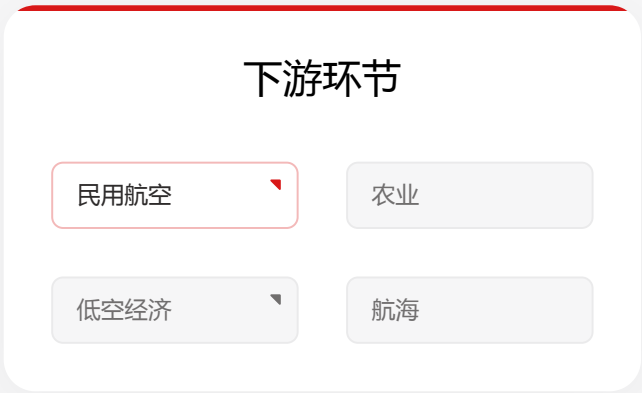 下游环节
民用航空
农业
低空经济
航海